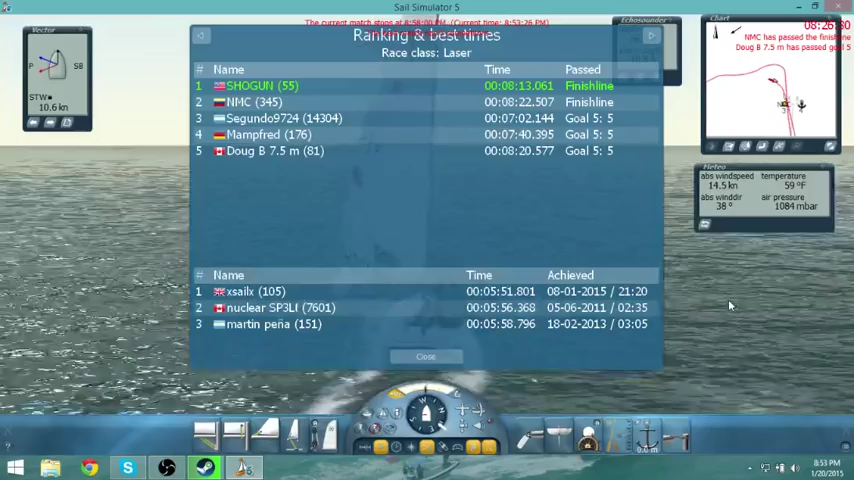 Sail Simulator 5
The current match stops at 8:58:00 PM (Current time: 8:53:26 PM)
Vector
Ranking & best times
Race class: Laser
Echosounder
Chart
08:26:80
NMC has passed the finishline
Doug B 7.5 m has passed goal 5
P
SB
STW
10.6 kn
# Name Time Passed
1 SHOGUN (55) 00:08:13.061 Finishline
2 NMC (345) 00:08:22.507 Finishline
3 Segundo9724 (14304) 00:07:02.144 Goal 5: 5
4 Mampfred (176) 00:07:40.395 Goal 5: 5
5 Doug B 7.5 m (81) 00:08:20.577 Goal 5: 5
Meteo
abs windspeed temperature
14.5 kn 59 °F
abs winddir air pressure
38 ° 1084 mbar
# Name Time Achieved
1 xsailx (105) 00:05:51.801 08-01-2015 / 21:20
2 nuclear SP3Lf (7601) 00:05:56.368 05-06-2011 / 02:35
3 martin peña (151) 00:05:58.796 18-02-2013 / 03:05
Close
N
W
S
0.0 m
8:53 PM
1/20/2015